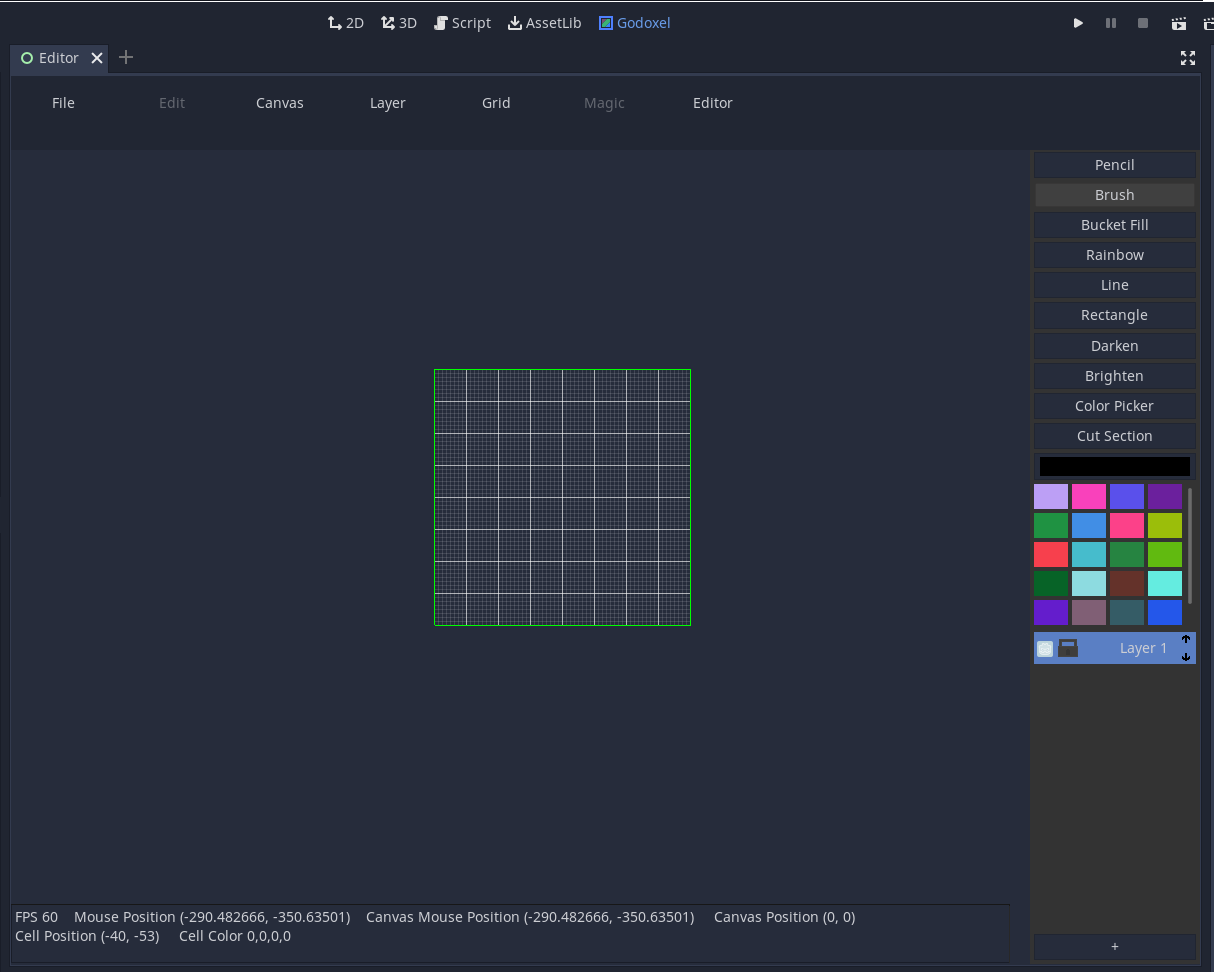 2D 3D Script AssetLib Godoxel
Editor
File Edit Canvas Layer Grid Magic Editor
Pencil
Brush
Bucket Fill
Rainbow
Line
Rectangle
Darken
Brighten
Color Picker
Cut Section
Layer 1
FPS 60 Mouse Position (-290.482666, -350.63501) Canvas Mouse Position (-290.482666, -350.63501) Canvas Position (0, 0)
Cell Position (-40, -53) Cell Color 0,0,0,0
+